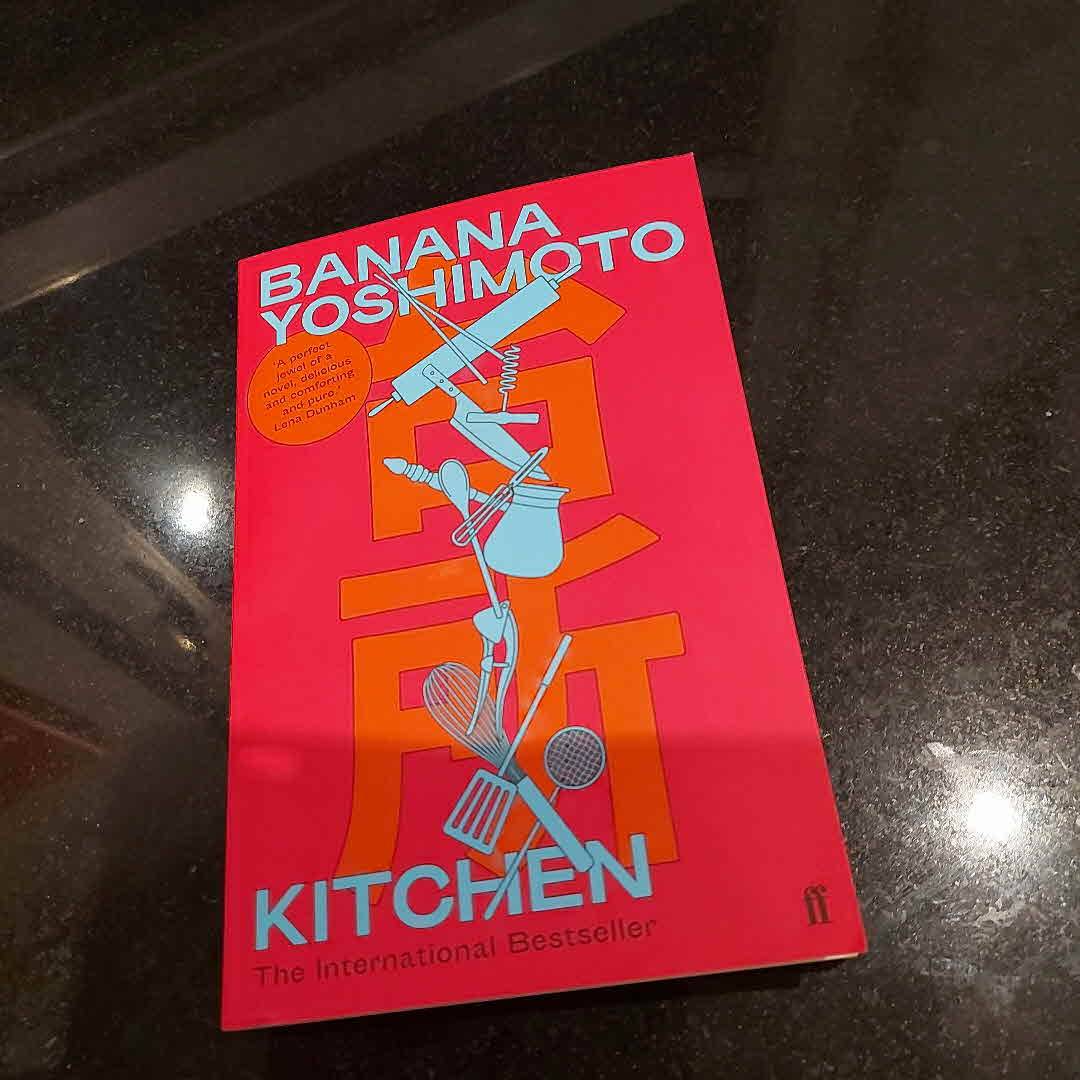 BANANA
YOSHIMOTO
'A perfect
jewel of a
novel, delicious
and comforting
and pure.'
Lena Dunham
台
所
KITCHEN
The International Bestseller
ff